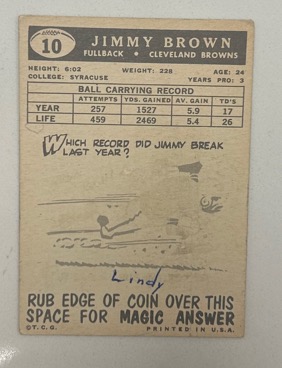 10
JIMMY BROWN
FULLBACK • CLEVELAND BROWNS
HEIGHT: 6:02 WEIGHT: 228 AGE: 24
COLLEGE: SYRACUSE YEARS PRO: 3
BALL CARRYING RECORD
ATTEMPTS YDS. GAINED AV. GAIN TD'S
YEAR 257 1527 5.9 17
LIFE 459 2469 5.4 26
WHICH RECORD DID JIMMY BREAK
LAST YEAR?
Lindy
RUB EDGE OF COIN OVER THIS
SPACE FOR MAGIC ANSWER
© T.C.G. PRINTED IN U.S.A.